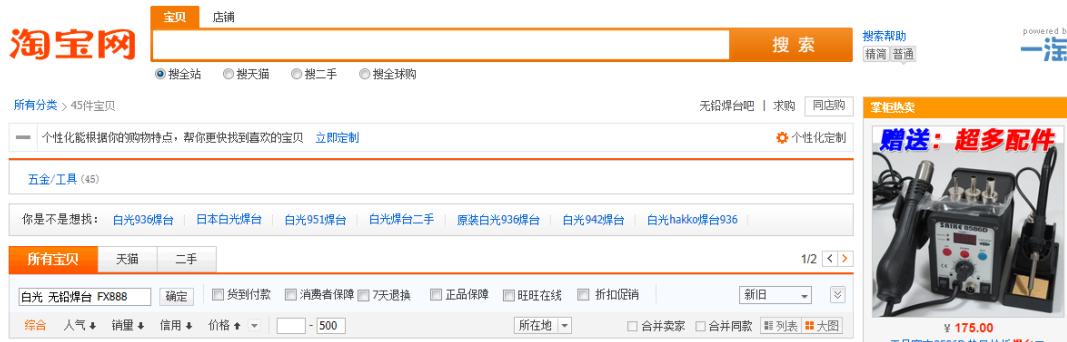 宝贝 店铺
淘宝网
搜 索
搜索帮助
精简 普通
powered b
一淘
搜全站 搜天猫 搜二手 搜全球购
所有分类 > 45件宝贝
无铅焊台吧 | 求购 同店购
掌柜热卖
个性化能根据你的购物特点，帮你更快找到喜欢的宝贝 立即定制
个性化定制
赠送：超多配件
五金/工具 (45)
你是不是想找： 白光936焊台 日本白光焊台 白光951焊台 白光焊台二手 原装白光936焊台 白光942焊台 白光hakko焊台936
SAIKE 8586D
所有宝贝 天猫 二手
1/2 < >
白光 无铅焊台 FX888 确定 货到付款 消费者保障 7天退换 正品保障 旺旺在线 折扣促销 新旧
综合 人气 销量 信用 价格 - 500 所在地 合并卖家 合并同款 列表 大图
¥ 175.00